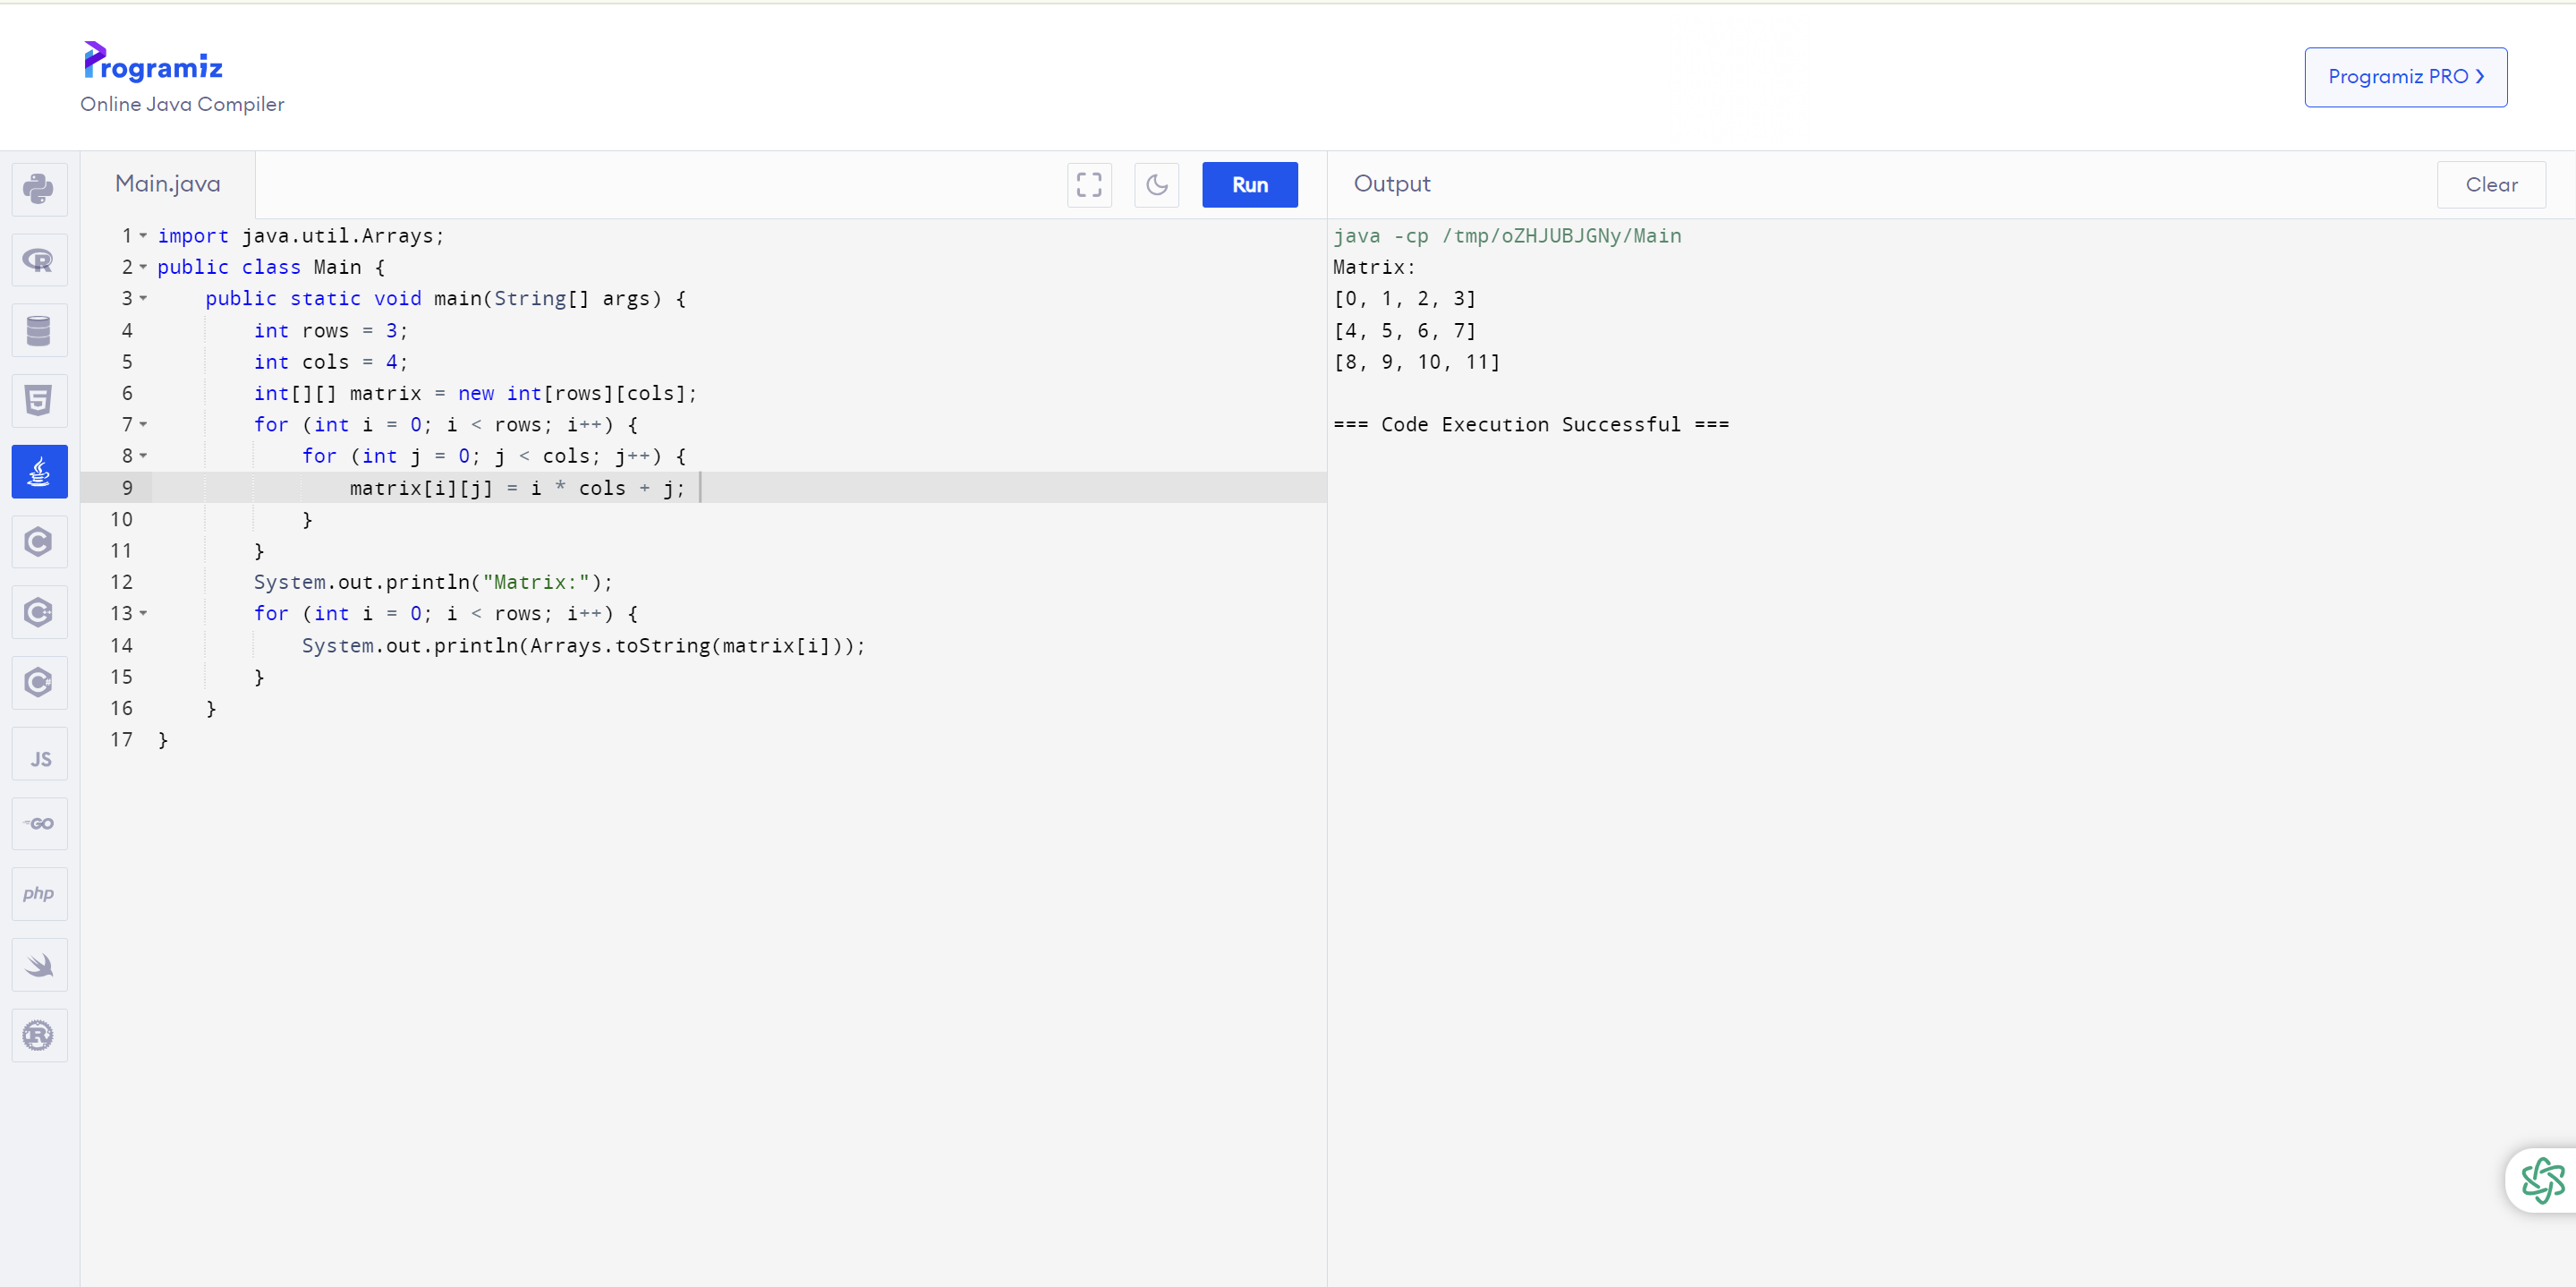 Programiz
Online Java Compiler
Programiz PRO
Main.java
Run
Output
Clear
1 import java.util.Arrays;
2 public class Main {
3     public static void main(String[] args) {
4         int rows = 3;
5         int cols = 4;
6         int[][] matrix = new int[rows][cols];
7         for (int i = 0; i < rows; i++) {
8             for (int j = 0; j < cols; j++) {
9                 matrix[i][j] = i * cols + j;
10             }
11         }
12         System.out.println("Matrix:");
13         for (int i = 0; i < rows; i++) {
14             System.out.println(Arrays.toString(matrix[i]));
15         }
16     }
17 }
java -cp /tmp/oZHJUBJGNy/Main
Matrix:
[0, 1, 2, 3]
[4, 5, 6, 7]
[8, 9, 10, 11]
=== Code Execution Successful ===
R
5
C
C++
C#
JS
GO
php
R